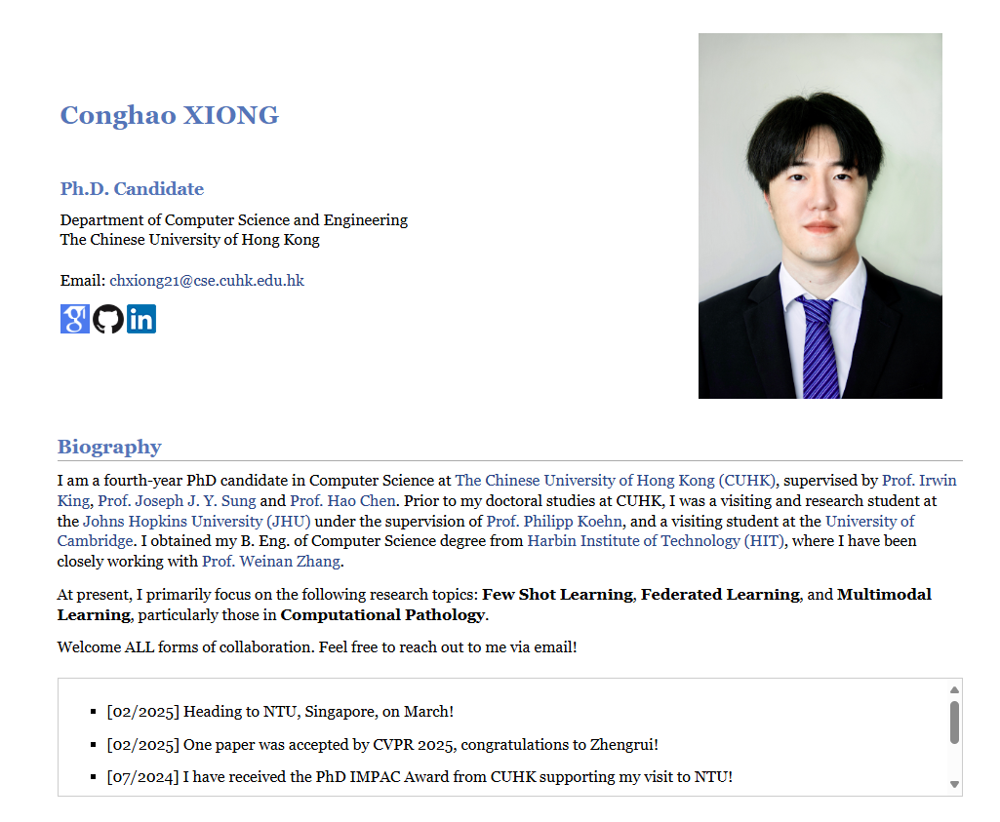 Conghao XIONG
Ph.D. Candidate
Department of Computer Science and Engineering
The Chinese University of Hong Kong
Email: chxiong21@cse.cuhk.edu.hk
Biography
I am a fourth-year PhD candidate in Computer Science at The Chinese University of Hong Kong (CUHK), supervised by Prof. Irwin
King, Prof. Joseph J. Y. Sung and Prof. Hao Chen. Prior to my doctoral studies at CUHK, I was a visiting and research student at
the Johns Hopkins University (JHU) under the supervision of Prof. Philipp Koehn, and a visiting student at the University of
Cambridge. I obtained my B. Eng. of Computer Science degree from Harbin Institute of Technology (HIT), where I have been
closely working with Prof. Weinan Zhang.
At present, I primarily focus on the following research topics: Few Shot Learning, Federated Learning, and Multimodal
Learning, particularly those in Computational Pathology.
Welcome ALL forms of collaboration. Feel free to reach out to me via email!
[02/2025] Heading to NTU, Singapore, on March!
[02/2025] One paper was accepted by CVPR 2025, congratulations to Zhengrui!
[07/2024] I have received the PhD IMPAC Award from CUHK supporting my visit to NTU!